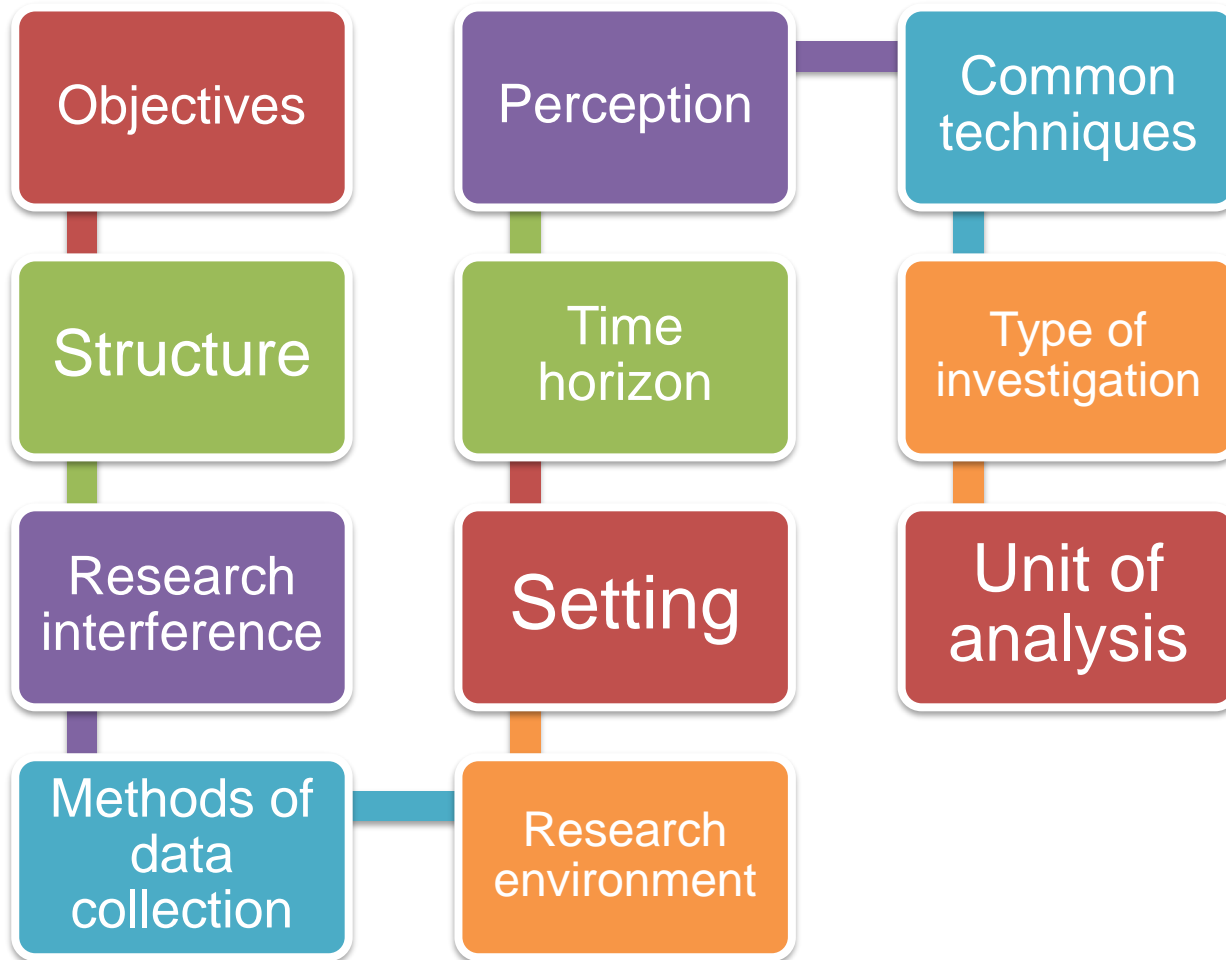 Objectives
Structure
Research
interference
Methods of
data
collection
Research
environment
Setting
Time
horizon
Perception
Common
techniques
Type of
investigation
Unit of
analysis